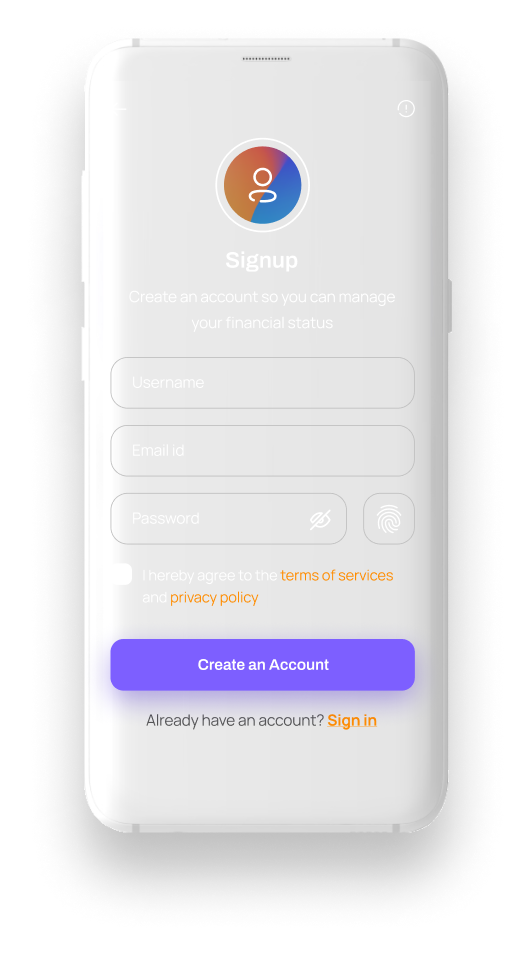 Signup
Create an account so you can manage
your financial status
Username
Email id
Password
I hereby agree to the terms of services
and privacy policy
Create an Account
Already have an account? Sign in